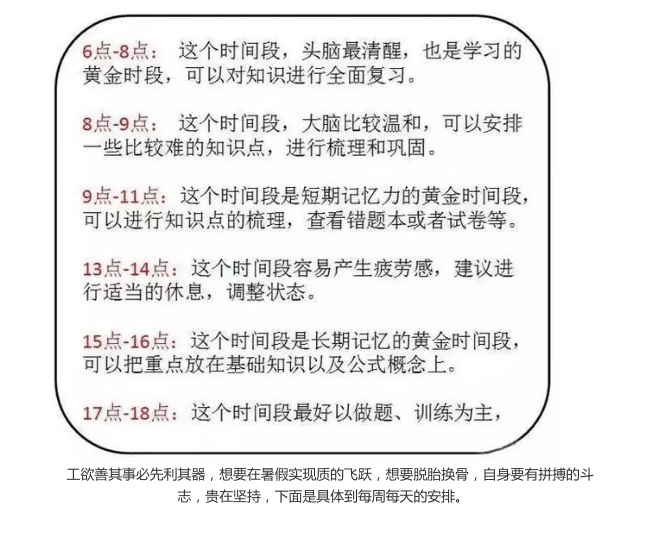 6点-8点： 这个时间段，头脑最清醒，也是学习的
黄金时段，可以对知识进行全面复习。
8点-9点： 这个时间段，大脑比较温和，可以安排
一些比较难的知识点，进行梳理和巩固。
9点-11点：这个时间段是短期记忆力的黄金时间段，
可以进行知识点的梳理，查看错题本或者试卷等。
13点-14点：这个时间段容易产生疲劳感，建议进
行适当的休息，调整状态。
15点-16点：这个时间段是长期记忆的黄金时间段，
可以把重点放在基础知识以及公式概念上。
17点-18点：这个时间段最好以做题、训练为主，
工欲善其事必先利其器，想要在暑假实现质的飞跃，想要脱胎换骨，自身要有拼搏的斗
志，贵在坚持，下面是具体到每周每天的安排。